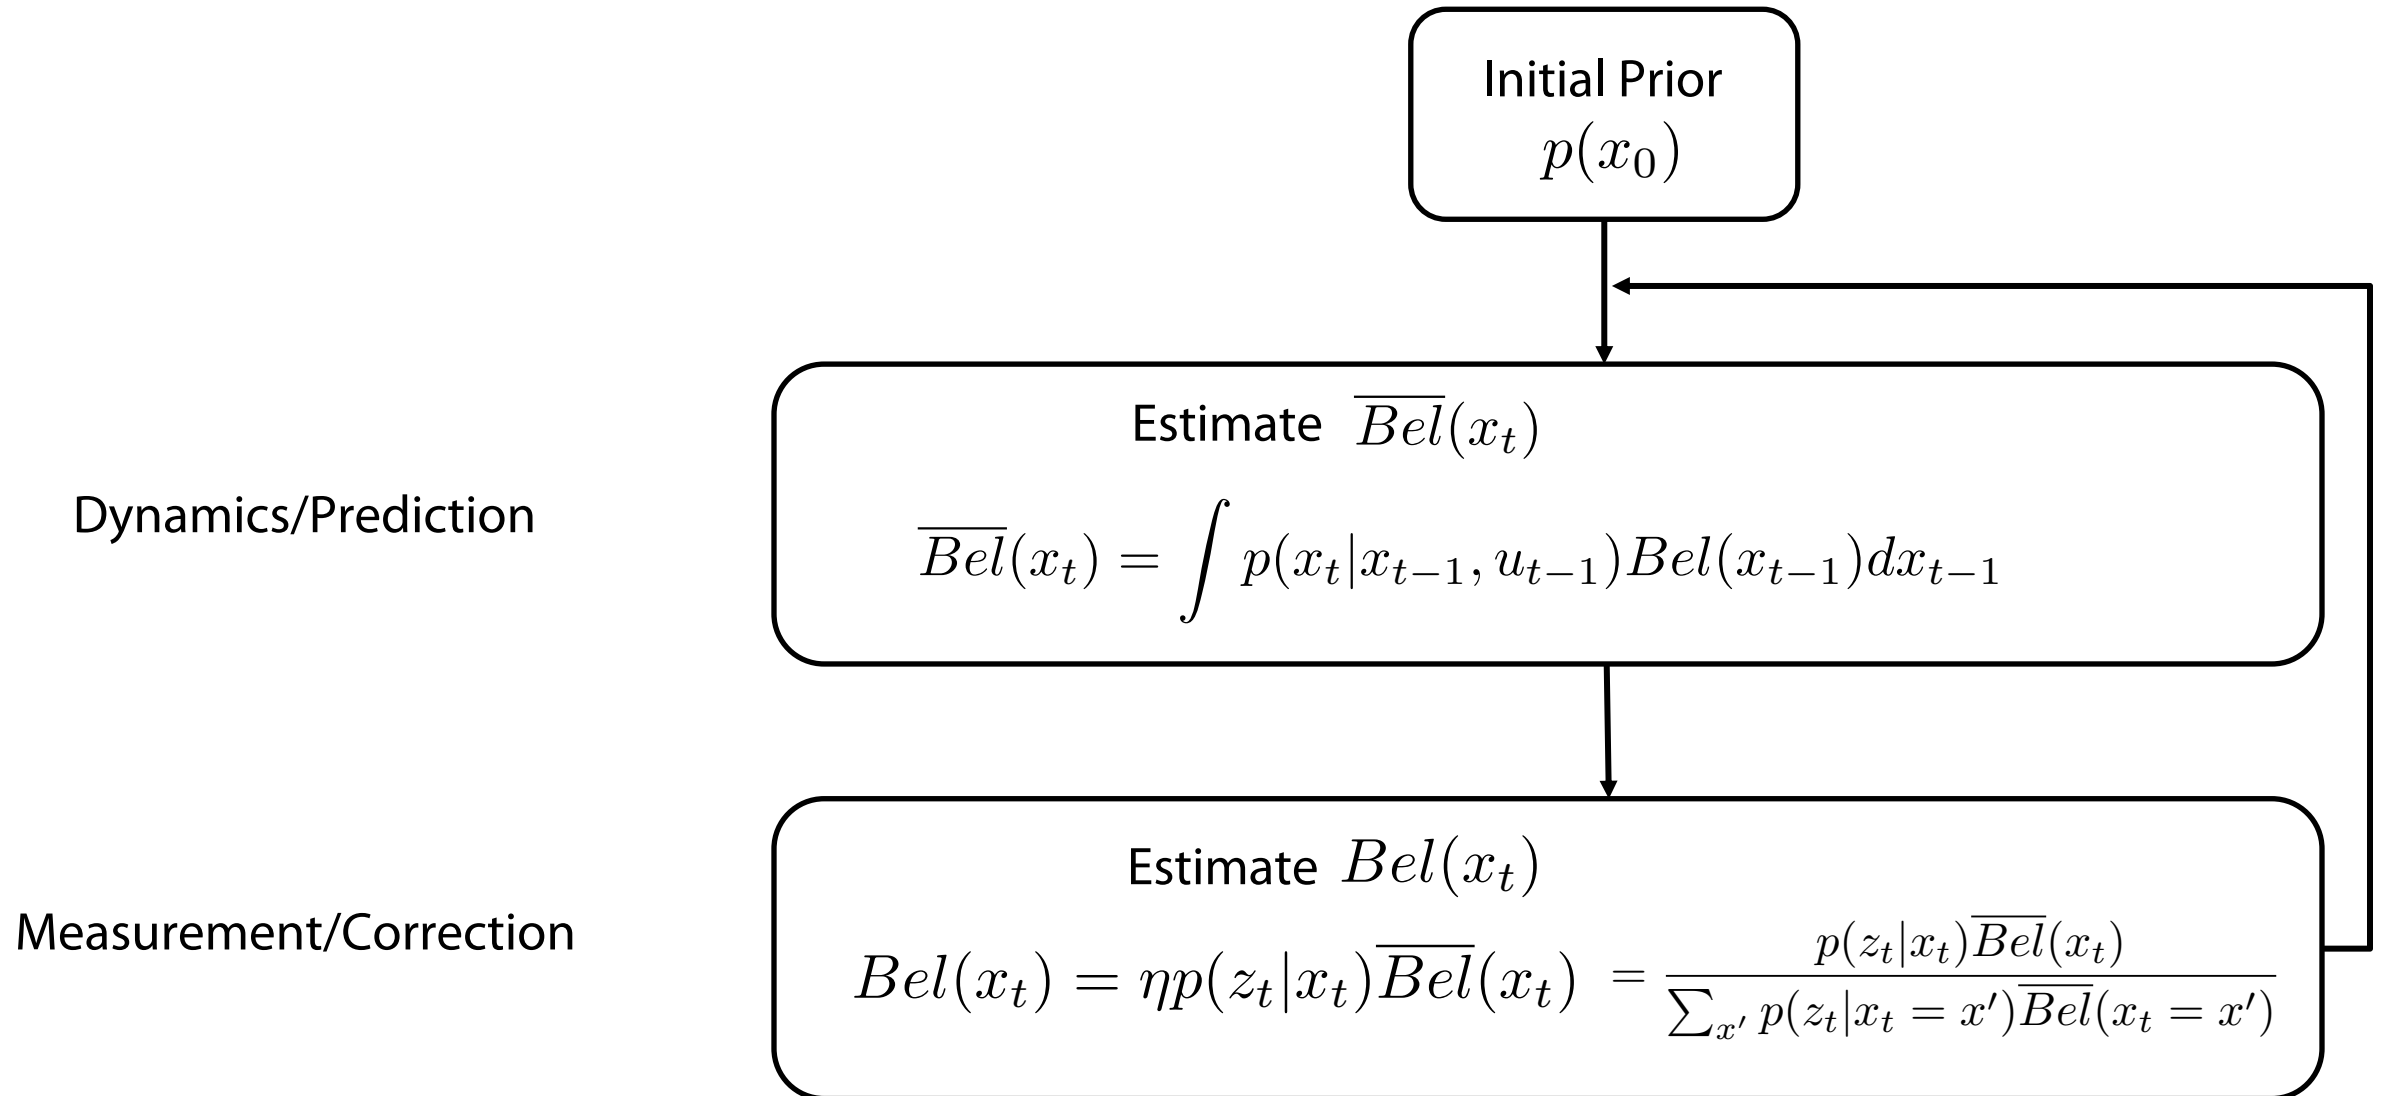 Initial Prior
$p(x_0)$
Estimate $\overline{Bel}(x_t)$
Dynamics/Prediction
$\overline{Bel}(x_t) = \int p(x_t|x_{t-1}, u_{t-1})Bel(x_{t-1})dx_{t-1}$
Estimate $Bel(x_t)$
Measurement/Correction
$Bel(x_t) = \eta p(z_t|x_t)\overline{Bel}(x_t) = \frac{p(z_t|x_t)\overline{Bel}(x_t)}{\sum_{x'} p(z_t|x_t=x')\overline{Bel}(x_t=x')}$